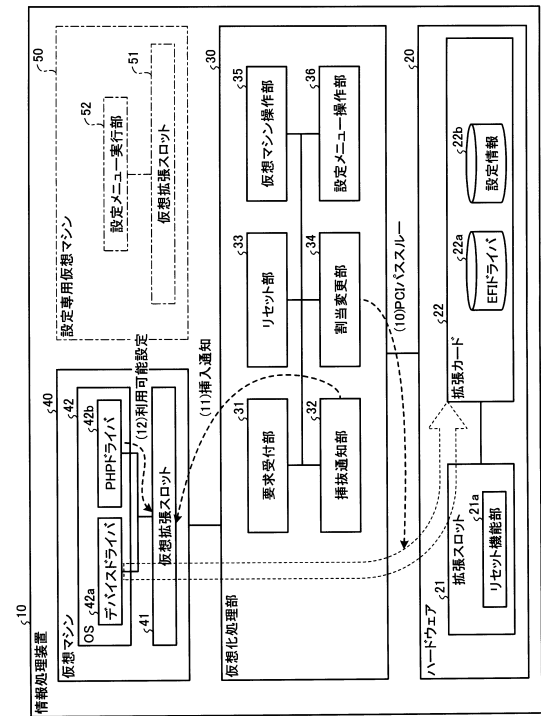 10
情報処理装置
仮想マシン
40
OS
42
42a
デバイスドライバ
42b
PHPドライバ
(12)利用可能設定
41
仮想拡張スロット
設定専用仮想マシン
50
52
設定メニュー実行部
51
仮想拡張スロット
(11)挿入通知
仮想化処理部
30
31
要求受付部
33
リセット部
35
仮想マシン操作部
32
挿抜通知部
34
割当変更部
36
設定メニュー操作部
(10)PCIパススルー
ハードウェア
20
21
拡張スロット
21a
リセット機能部
22
拡張カード
22a
EFIドライバ
22b
設定情報